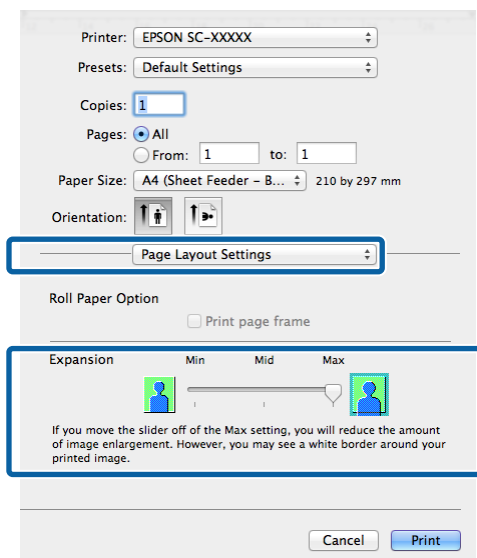 Printer: EPSON SC-XXXXX
Presets: Default Settings
Copies: 1
Pages: All
From: 1 to: 1
Paper Size: A4 (Sheet Feeder – B... 210 by 297 mm
Orientation:
Page Layout Settings
Roll Paper Option
Print page frame
Expansion Min Mid Max
If you move the slider off of the Max setting, you will reduce the amount
of image enlargement. However, you may see a white border around your
printed image.
Cancel Print